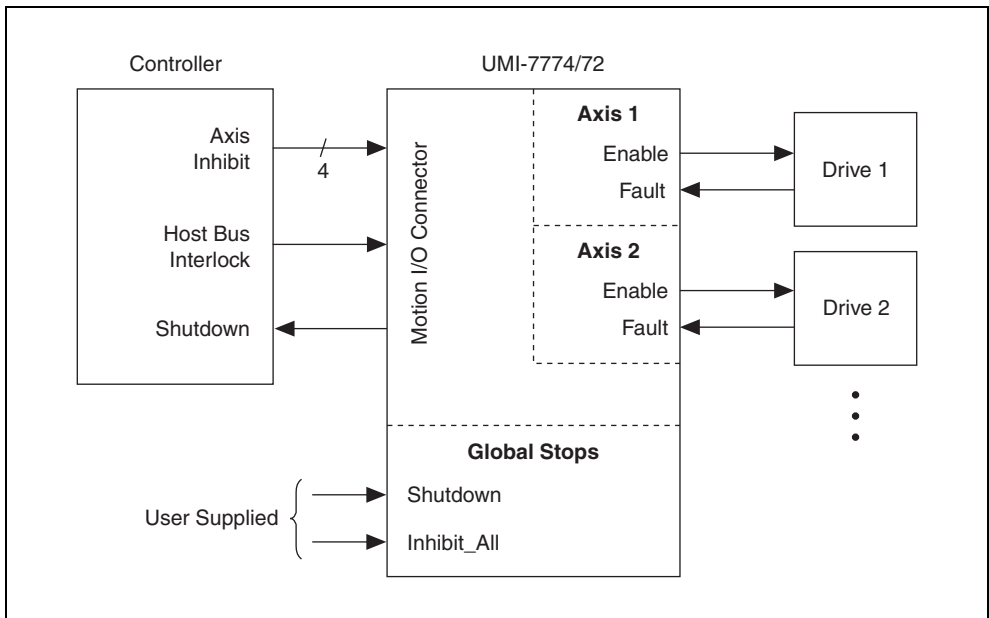 Controller
UMI-7774/72
Axis
Inhibit
4
Host Bus
Interlock
Shutdown
Motion I/O Connector
Axis 1
Enable
Fault
Axis 2
Enable
Fault
Drive 1
Drive 2
Global Stops
User Supplied
Shutdown
Inhibit_All